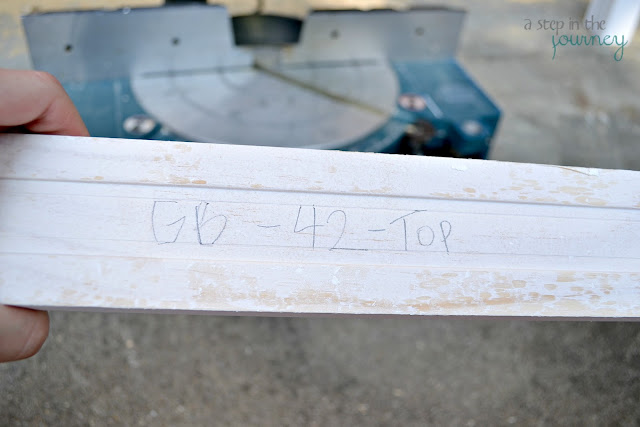 a step in the
journey
GB - 42 - Top